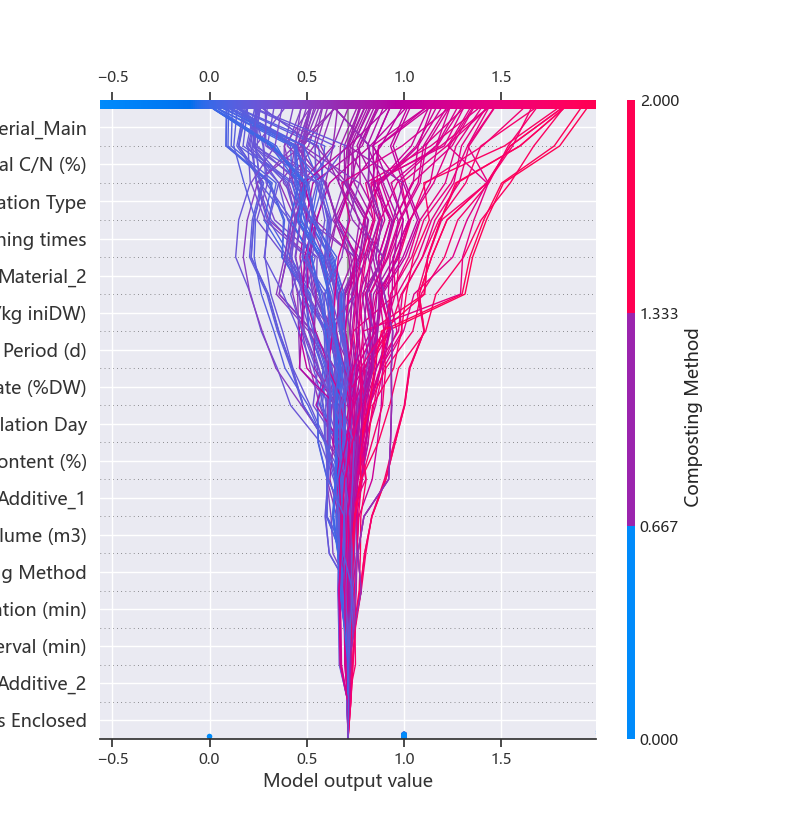 −0.5 0.0 0.5 1.0 1.5
2.000
erial_Main
al C/N (%)
ation Type
ning times
Material_2
/kg iniDW)
1.333
Period (d)
ate (%DW)
lation Day
ontent (%)
Additive_1
0.667
lume (m3)
g Method
ation (min)
erval (min)
Additive_2
s Enclosed
0.000
Composting Method
−0.5 0.0 0.5 1.0 1.5
Model output value